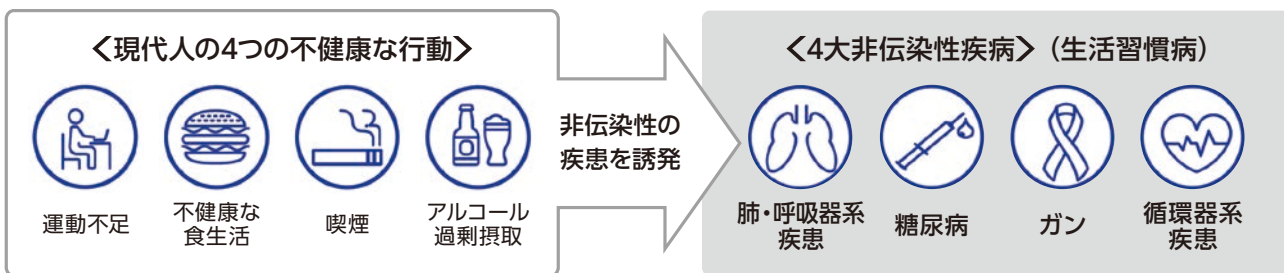 <現代人の4つの不健康な行動>
運動不足
不健康な
食生活
喫煙
アルコール
過剰摂取
非伝染性の
疾患を誘発
<4大非伝染性疾病>(生活習慣病)
肺・呼吸器系
疾患
糖尿病
ガン
循環器系
疾患